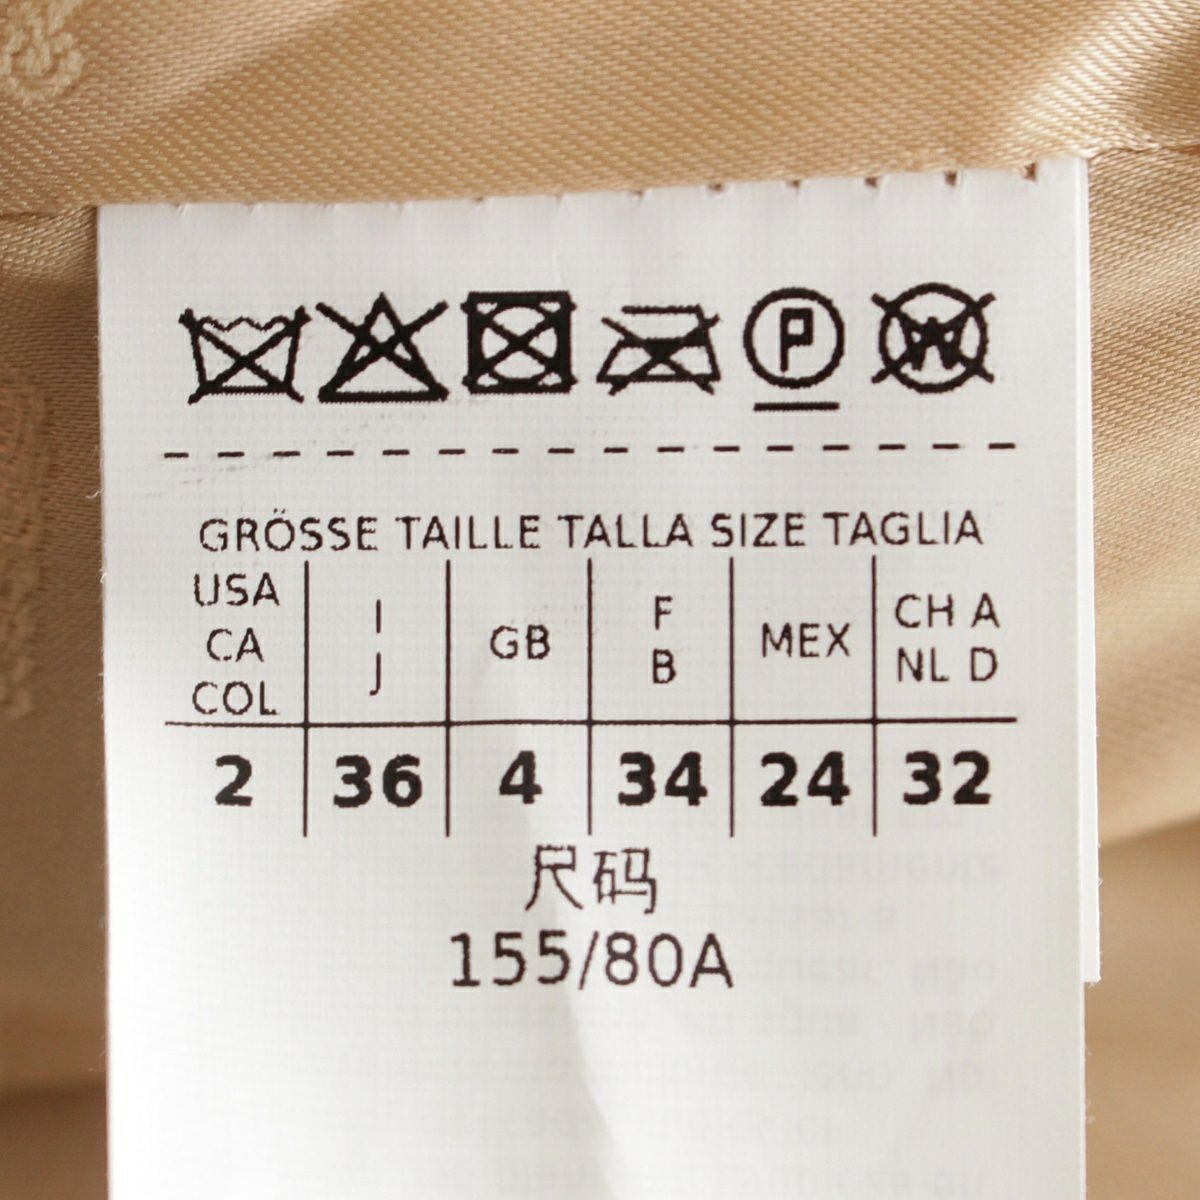 P W
GRÖSSE TAILLE TALLA SIZE TAGLIA
USA CA COL I J GB F B MEX CH A NL D
2 36 4 34 24 32
尺码
155/80A